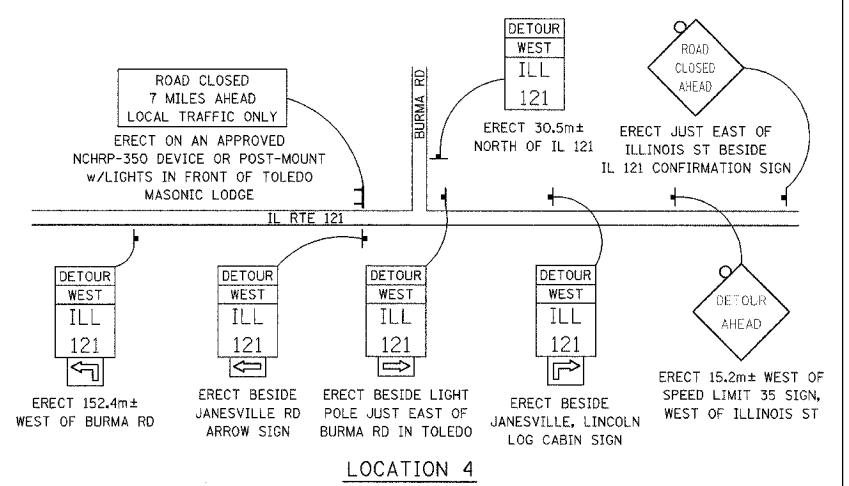 ROAD CLOSED
7 MILES AHEAD
LOCAL TRAFFIC ONLY
ERECT ON AN APPROVED
NCHRP-350 DEVICE OR POST-MOUNT
w/LIGHTS IN FRONT OF TOLEDO
MASONIC LODGE
BURMA RD
DETOUR
WEST
ILL
121
ERECT 30.5m±
NORTH OF IL 121
ROAD
CLOSED
AHEAD
ERECT JUST EAST OF
ILLINOIS ST BESIDE
IL 121 CONFIRMATION SIGN
IL RTE 121
DETOUR
WEST
ILL
121
ERECT 152.4m±
WEST OF BURMA RD
DETOUR
WEST
ILL
121
ERECT BESIDE
JANESVILLE RD
ARROW SIGN
DETOUR
WEST
ILL
121
ERECT BESIDE LIGHT
POLE JUST EAST OF
BURMA RD IN TOLEDO
DETOUR
WEST
ILL
121
ERECT BESIDE
JANESVILLE, LINCOLN
LOG CABIN SIGN
DETOUR
AHEAD
ERECT 15.2m± WEST OF
SPEED LIMIT 35 SIGN,
WEST OF ILLINOIS ST
LOCATION 4